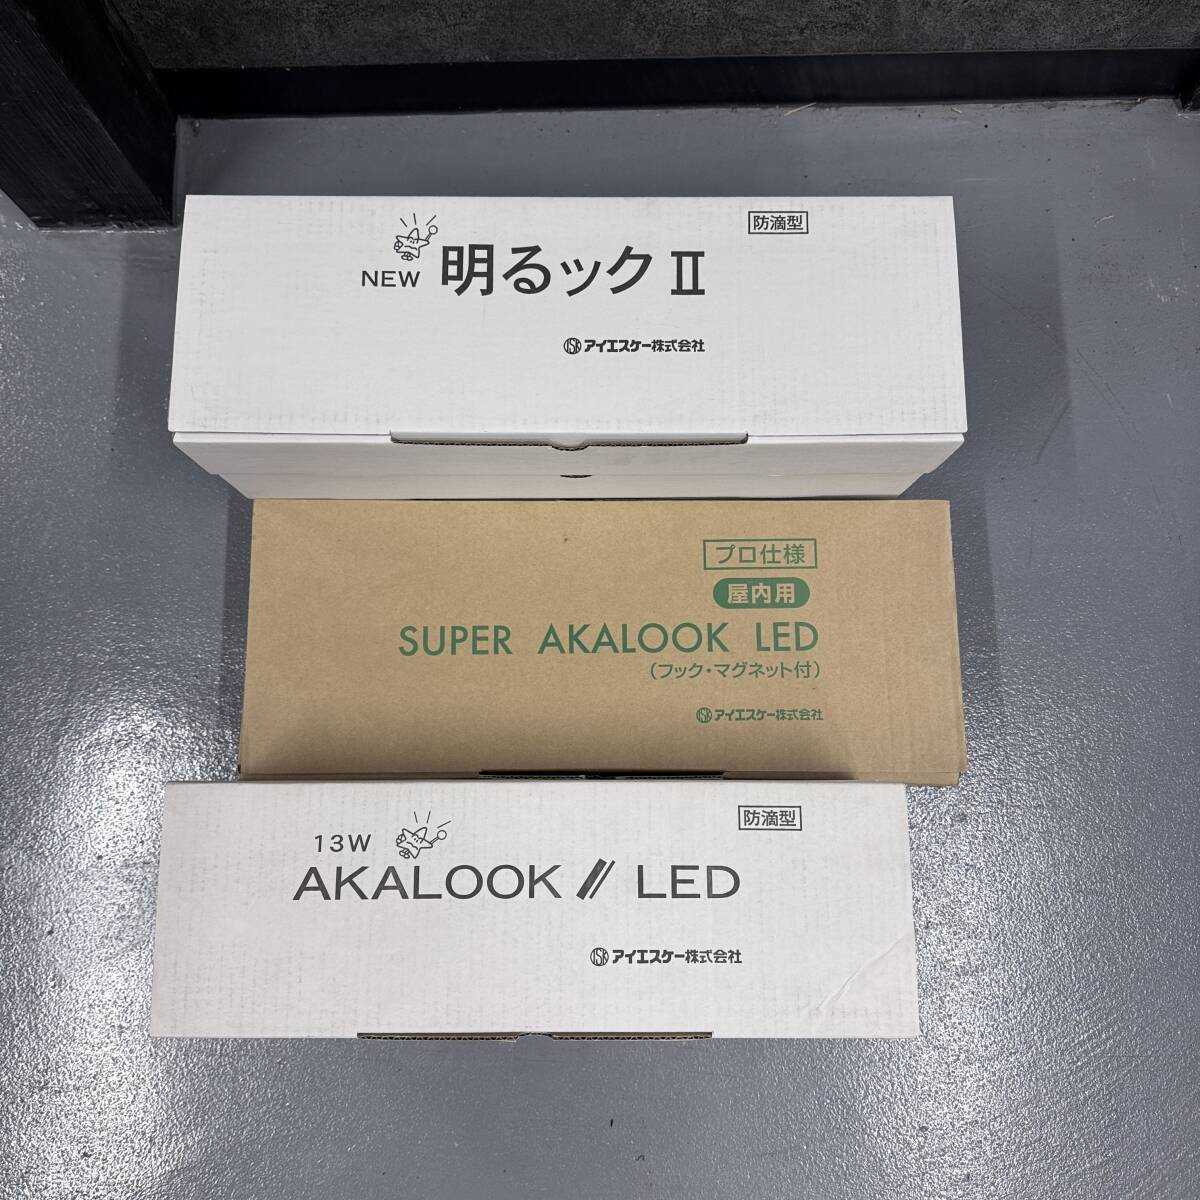 防滴型
NEW 明るックⅡ
ISK アイエスケー株式会社
プロ仕様
屋内用
SUPER AKALOOK LED
(フック・マグネット付)
ISK アイエスケー株式会社
防滴型
13W
AKALOOK // LED
ISK アイエスケー株式会社